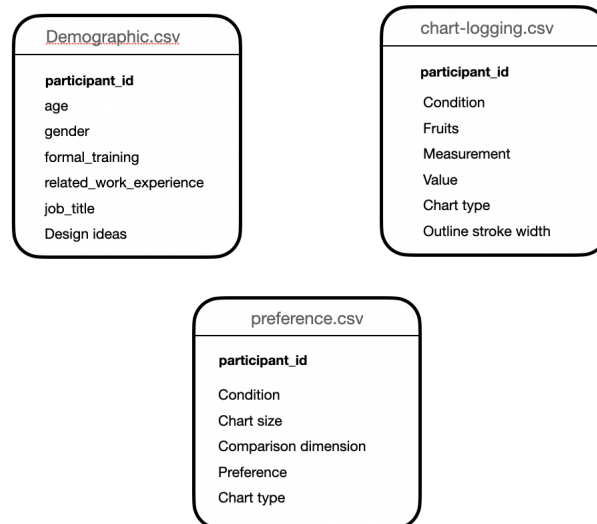 Demographic.csv
participant_id
age
gender
formal_training
related_work_experience
job_title
Design ideas
chart-logging.csv
participant_id
Condition
Fruits
Measurement
Value
Chart type
Outline stroke width
preference.csv
participant_id
Condition
Chart size
Comparison dimension
Preference
Chart type